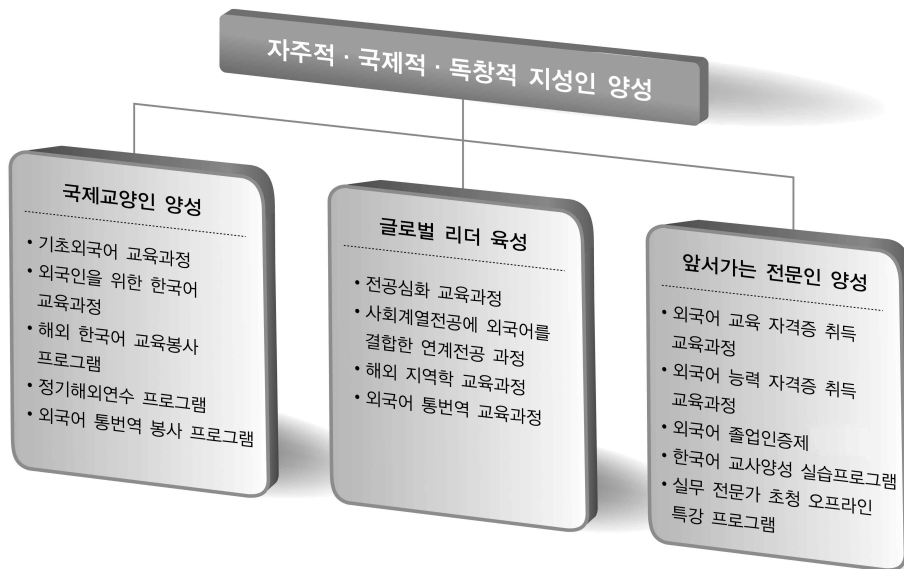 자주적 · 국제적 · 독창적 지성인 양성
국제교양인 양성
• 기초외국어 교육과정
• 외국인을 위한 한국어
교육과정
• 해외 한국어 교육봉사
프로그램
• 정기해외연수 프로그램
• 외국어 통번역 봉사 프로그램
글로벌 리더 육성
• 전공심화 교육과정
• 사회계열전공에 외국어를
결합한 연계전공 과정
• 해외 지역학 교육과정
• 외국어 통번역 교육과정
앞서가는 전문인 양성
• 외국어 교육 자격증 취득
교육과정
• 외국어 능력 자격증 취득
교육과정
• 외국어 졸업인증제
• 한국어 교사양성 실습프로그램
• 실무 전문가 초청 오프라인
특강 프로그램